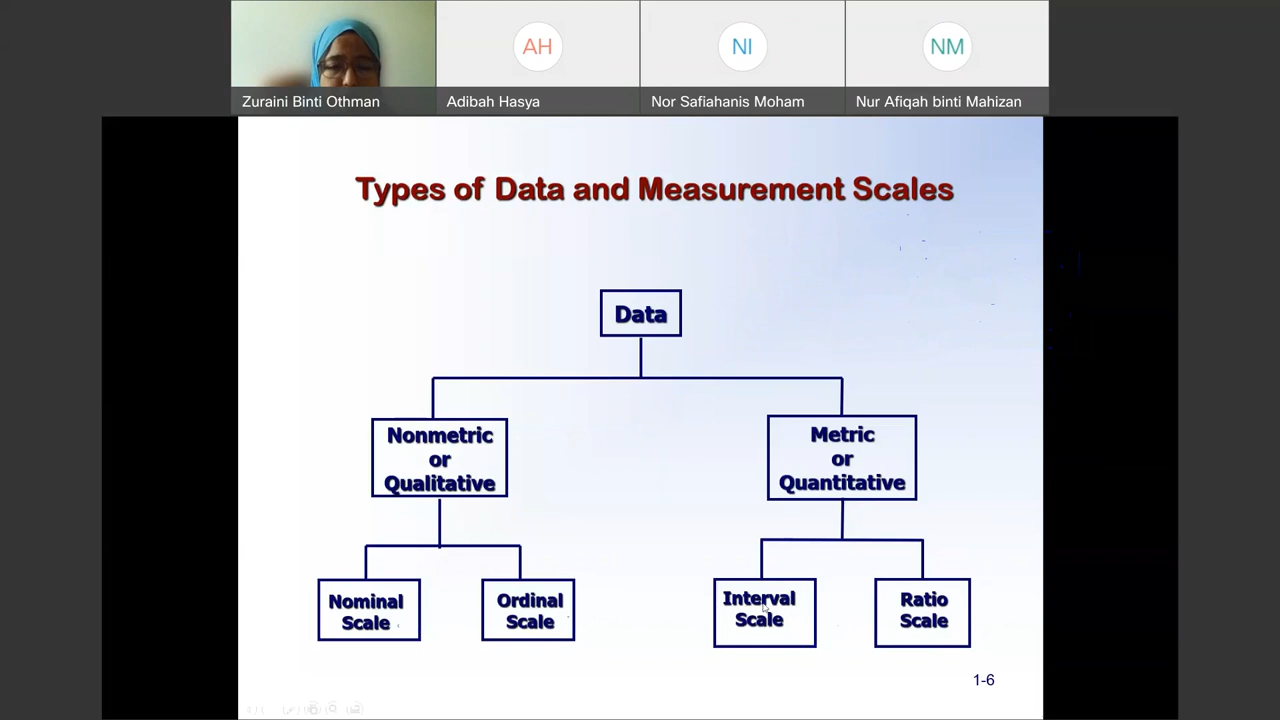 AH
NI
NM
Zuraini Binti Othman
Adibah Hasya
Nor Safiahanis Moham
Nur Afiqah binti Mahizan
Types of Data and Measurement Scales
Data
Nonmetric
or
Qualitative
Metric
or
Quantitative
Nominal
Scale
Ordinal
Scale
Interval
Scale
Ratio
Scale
1-6